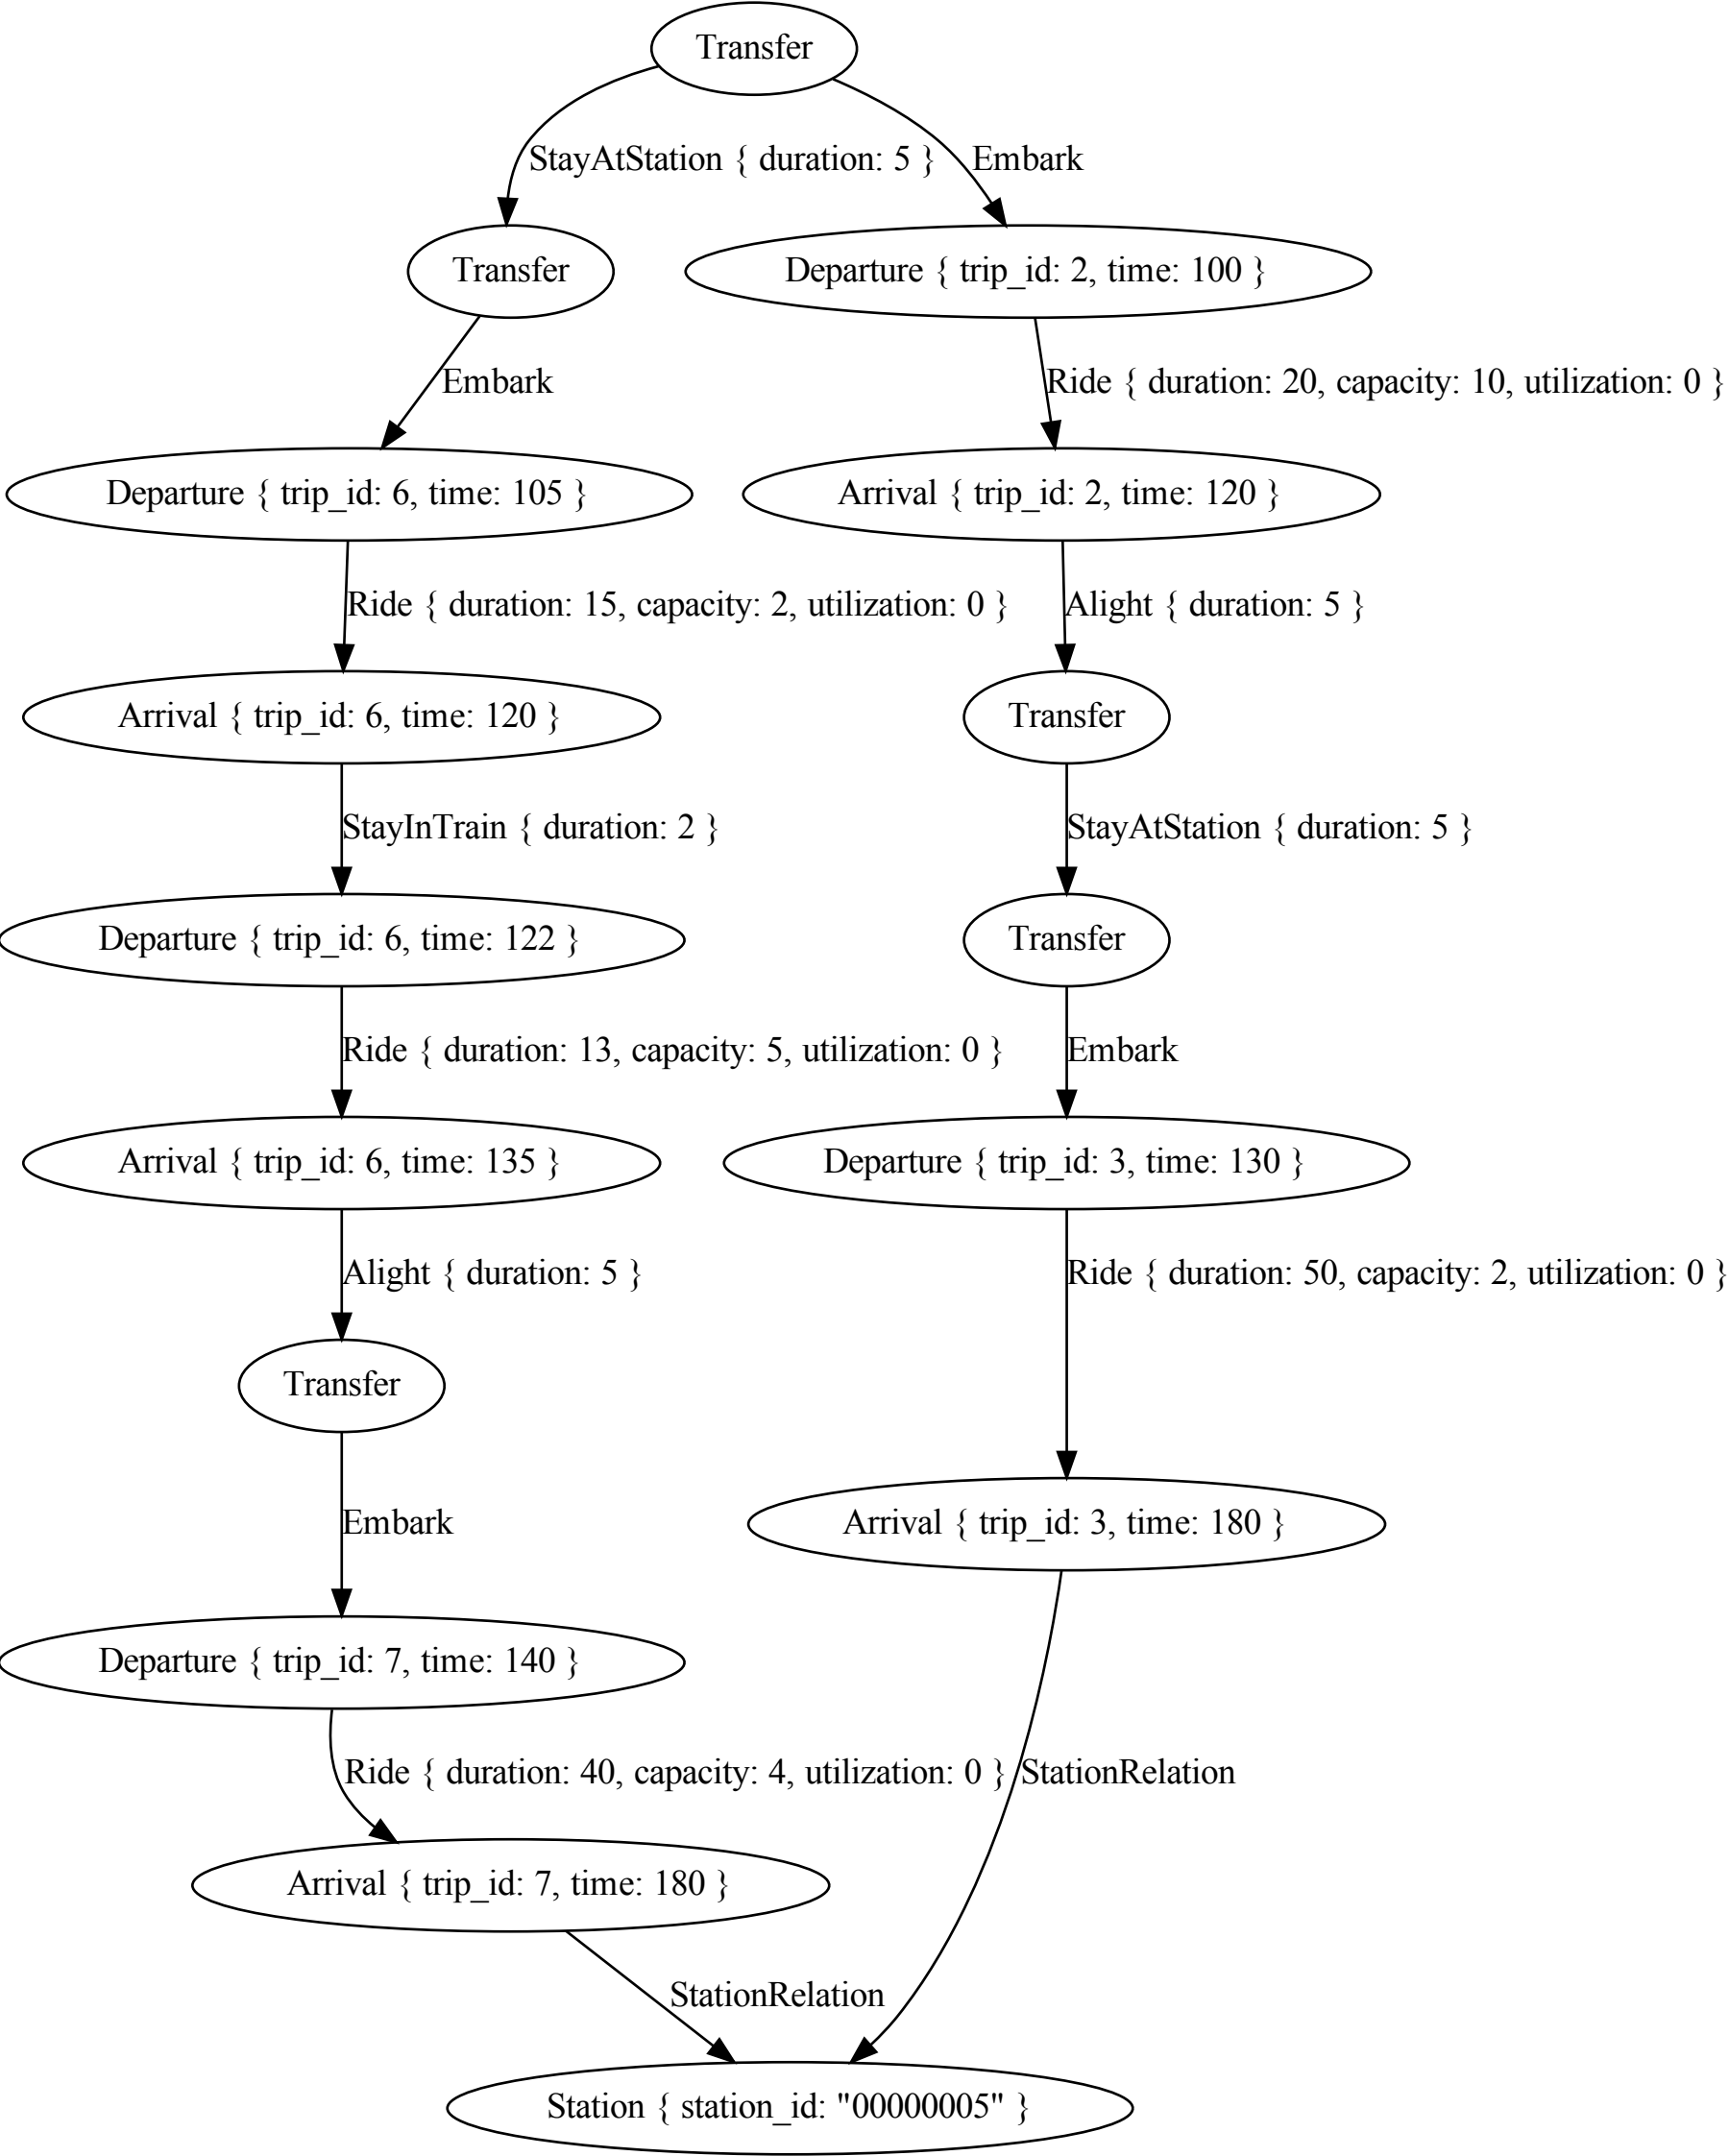 Transfer
StayAtStation { duration: 5 }
Embark
Transfer
Departure { trip_id: 2, time: 100 }
Embark
Ride { duration: 20, capacity: 10, utilization: 0 }
Departure { trip_id: 6, time: 105 }
Arrival { trip_id: 2, time: 120 }
Ride { duration: 15, capacity: 2, utilization: 0 }
Alight { duration: 5 }
Arrival { trip_id: 6, time: 120 }
Transfer
StayInTrain { duration: 2 }
StayAtStation { duration: 5 }
Departure { trip_id: 6, time: 122 }
Transfer
Ride { duration: 13, capacity: 5, utilization: 0 }
Embark
Arrival { trip_id: 6, time: 135 }
Departure { trip_id: 3, time: 130 }
Alight { duration: 5 }
Ride { duration: 50, capacity: 2, utilization: 0 }
Transfer
Embark
Arrival { trip_id: 3, time: 180 }
Departure { trip_id: 7, time: 140 }
Ride { duration: 40, capacity: 4, utilization: 0 }
StationRelation
Arrival { trip_id: 7, time: 180 }
StationRelation
Station { station_id: "00000005" }